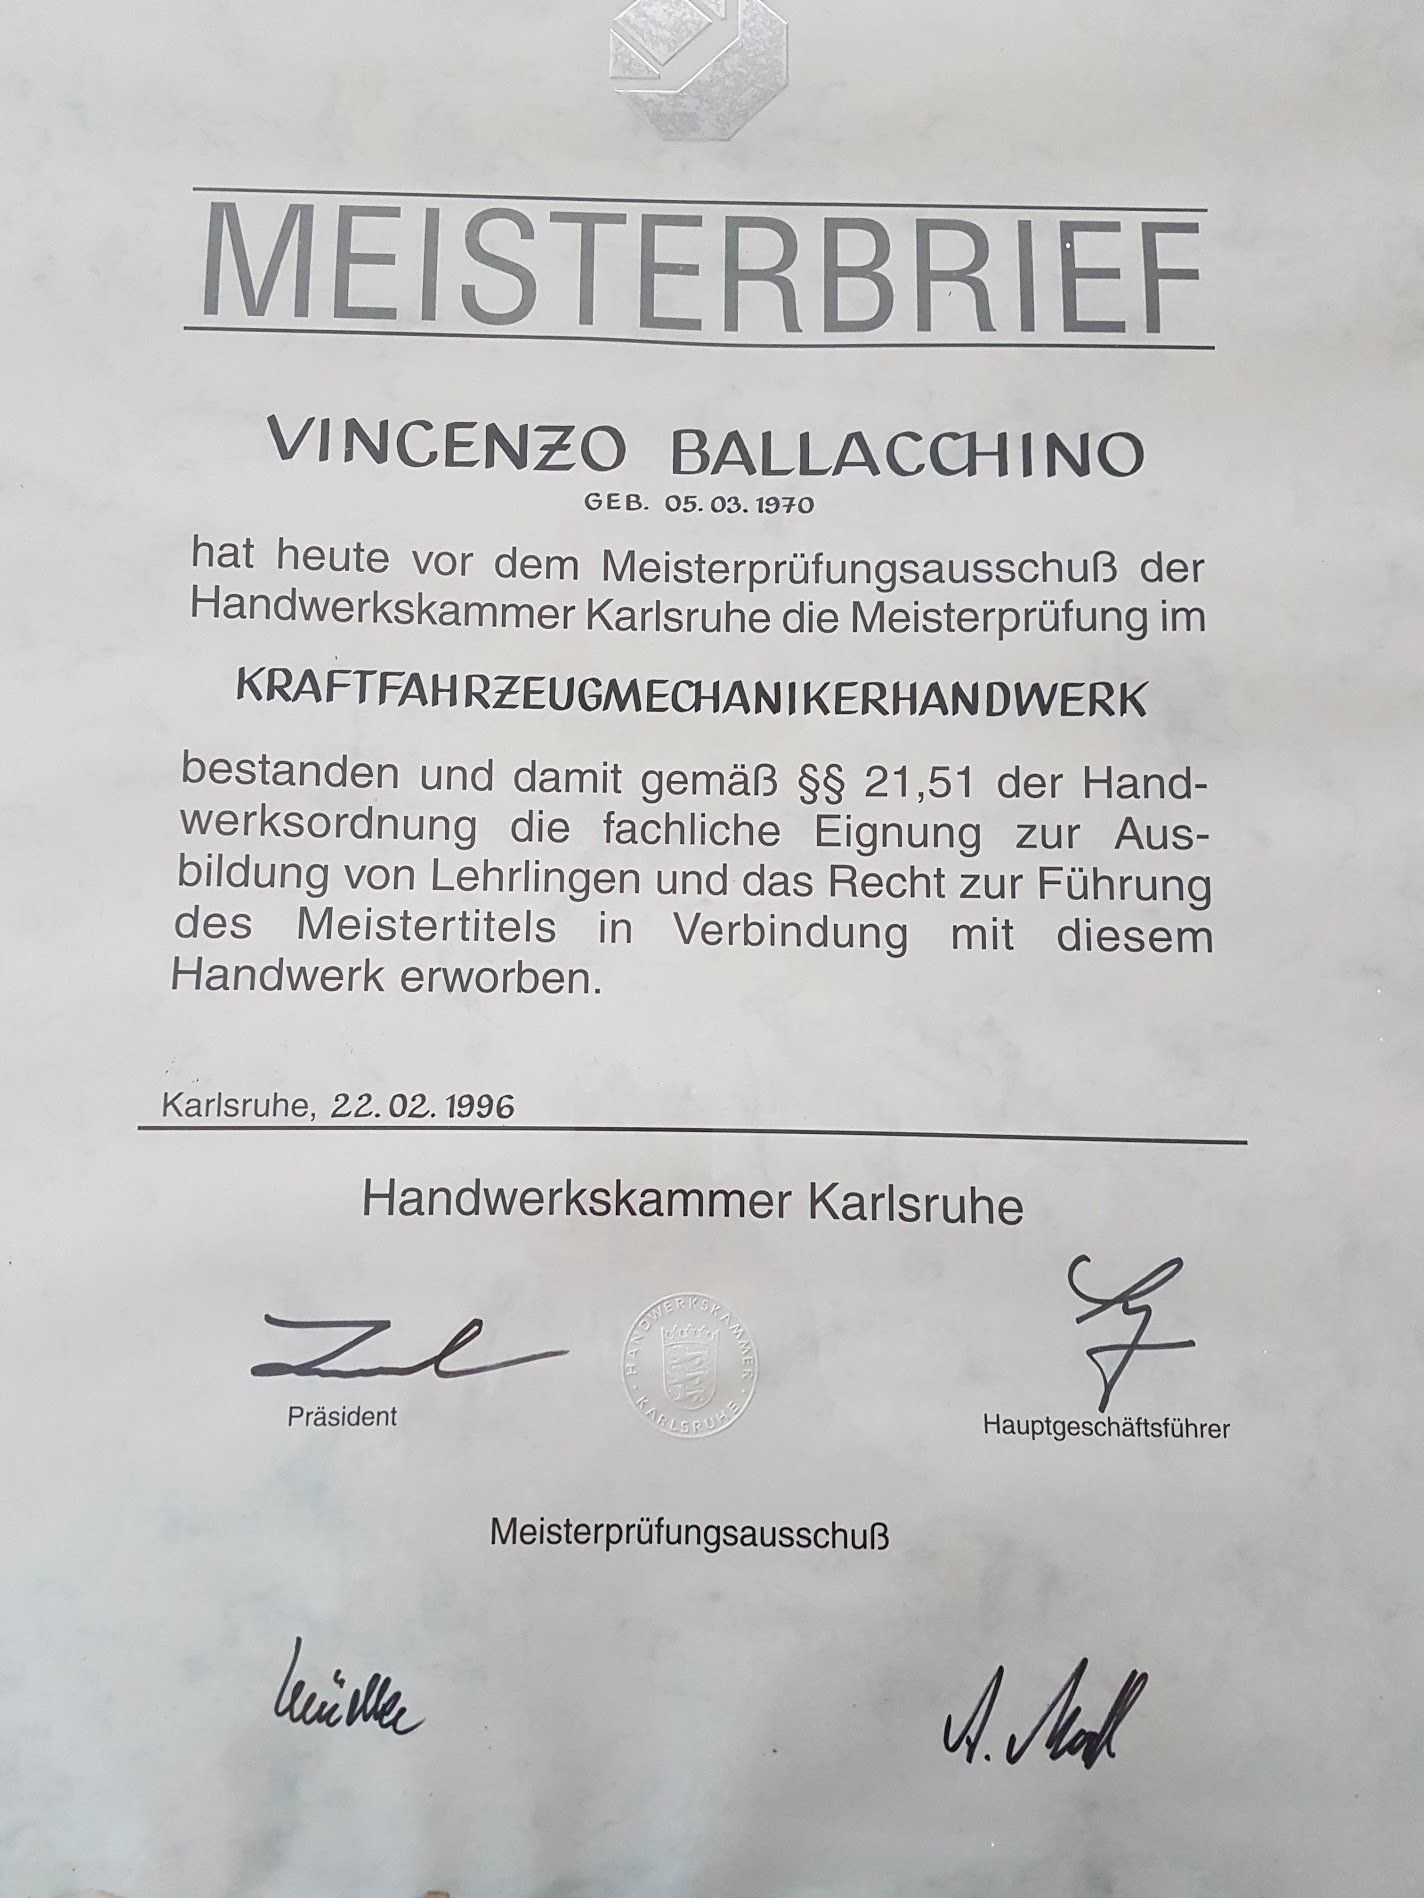 MEISTERBRIEF
VINCENZO BALLACCHINO
GEB. 05.03.1970
hat heute vor dem Meisterprüfungsausschuß der
Handwerkskammer Karlsruhe die Meisterprüfung im
KRAFTFAHRZEUGMECHANIKERHANDWERK
bestanden und damit gemäß §§ 21,51 der Hand-
werksordnung die fachliche Eignung zur Aus-
bildung von Lehrlingen und das Recht zur Führung
des Meistertitels in Verbindung mit diesem
Handwerk erworben.
Karlsruhe, 22.02.1996
Handwerkskammer Karlsruhe
HANDWERKSKAMMER
KARLSRUHE
Präsident
Hauptgeschäftsführer
Meisterprüfungsausschuß